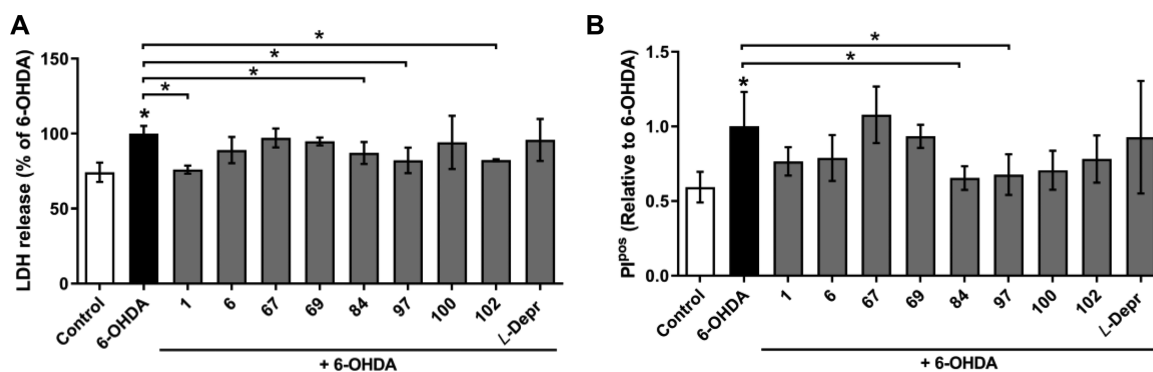 A
LDH release (% of 6-OHDA)
150
100
50
0
*
*
*
*
*
Control
6-OHDA
1
6
67
69
84
97
100
102
L-Depr
+ 6-OHDA
B
PIpos (Relative to 6-OHDA)
1.5
1.0
0.5
0.0
*
*
*
Control
6-OHDA
1
6
67
69
84
97
100
102
L-Depr
+ 6-OHDA